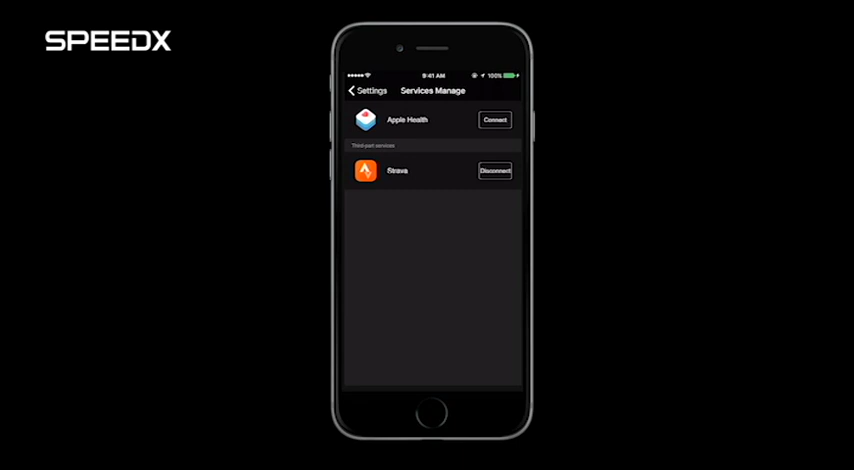 SPEEDX
9:41 AM 100%
Settings Services Manage
Apple Health Connect
Third-part services
Strava Disconnect